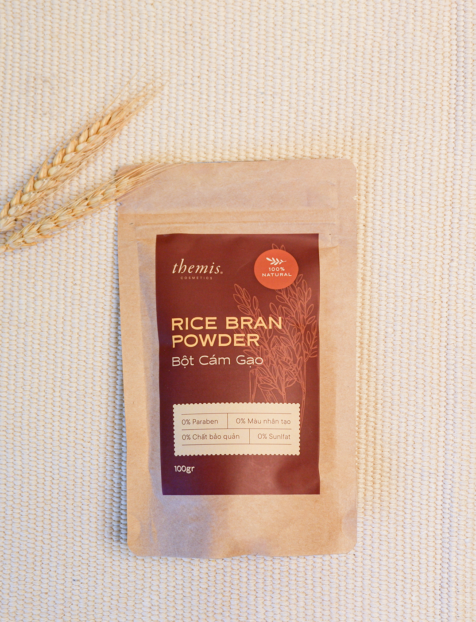 themis.
COSMETICS
100%
NATURAL
RICE BRAN
POWDER
Bột Cám Gạo
0% Paraben
0% Màu nhân tạo
0% Chất bảo quản
0% Sunfat
100gr